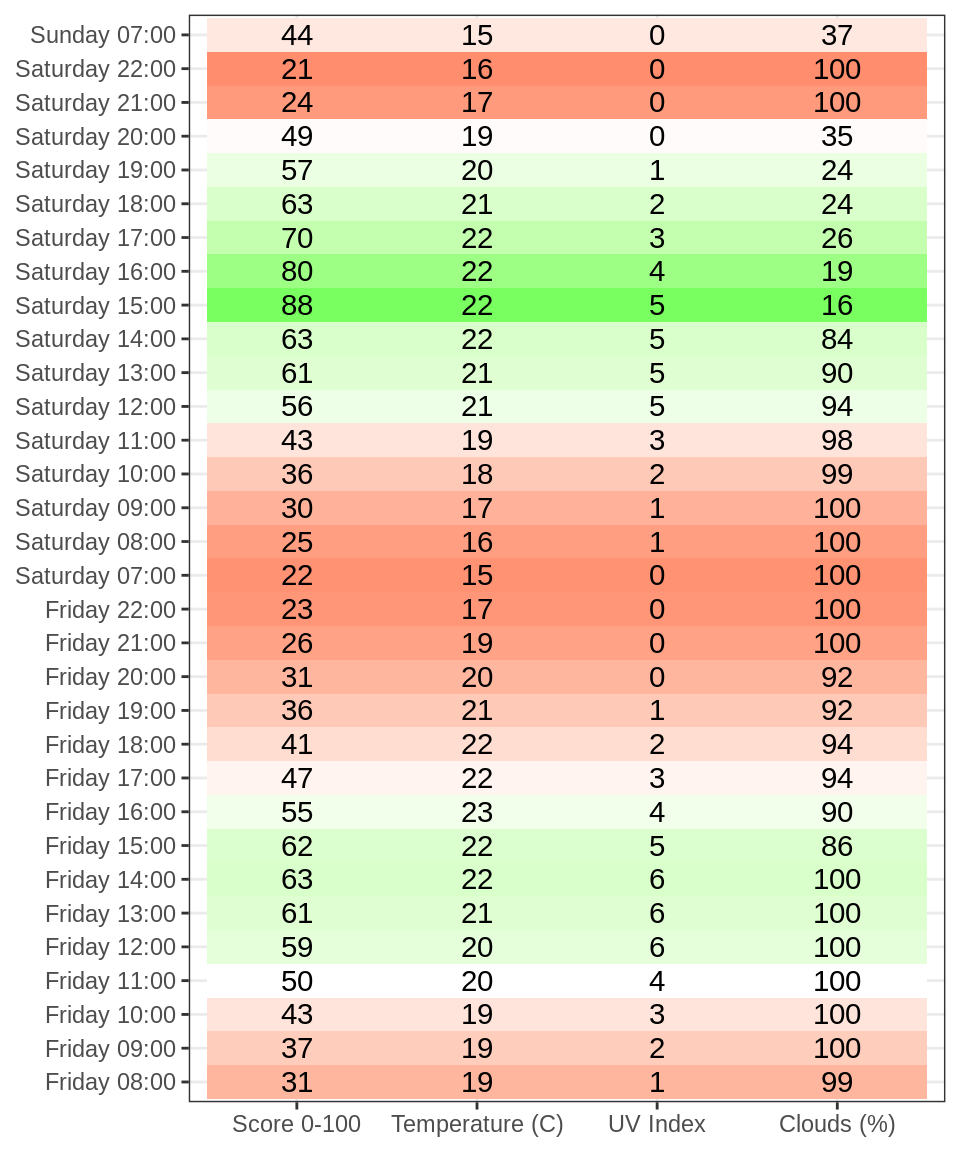 Sunday 07:00 44 15 0 37
Saturday 22:00 21 16 0 100
Saturday 21:00 24 17 0 100
Saturday 20:00 49 19 0 35
Saturday 19:00 57 20 1 24
Saturday 18:00 63 21 2 24
Saturday 17:00 70 22 3 26
Saturday 16:00 80 22 4 19
Saturday 15:00 88 22 5 16
Saturday 14:00 63 22 5 84
Saturday 13:00 61 21 5 90
Saturday 12:00 56 21 5 94
Saturday 11:00 43 19 3 98
Saturday 10:00 36 18 2 99
Saturday 09:00 30 17 1 100
Saturday 08:00 25 16 1 100
Saturday 07:00 22 15 0 100
Friday 22:00 23 17 0 100
Friday 21:00 26 19 0 100
Friday 20:00 31 20 0 92
Friday 19:00 36 21 1 92
Friday 18:00 41 22 2 94
Friday 17:00 47 22 3 94
Friday 16:00 55 23 4 90
Friday 15:00 62 22 5 86
Friday 14:00 63 22 6 100
Friday 13:00 61 21 6 100
Friday 12:00 59 20 6 100
Friday 11:00 50 20 4 100
Friday 10:00 43 19 3 100
Friday 09:00 37 19 2 100
Friday 08:00 31 19 1 99
Score 0-100 Temperature (C) UV Index Clouds (%)